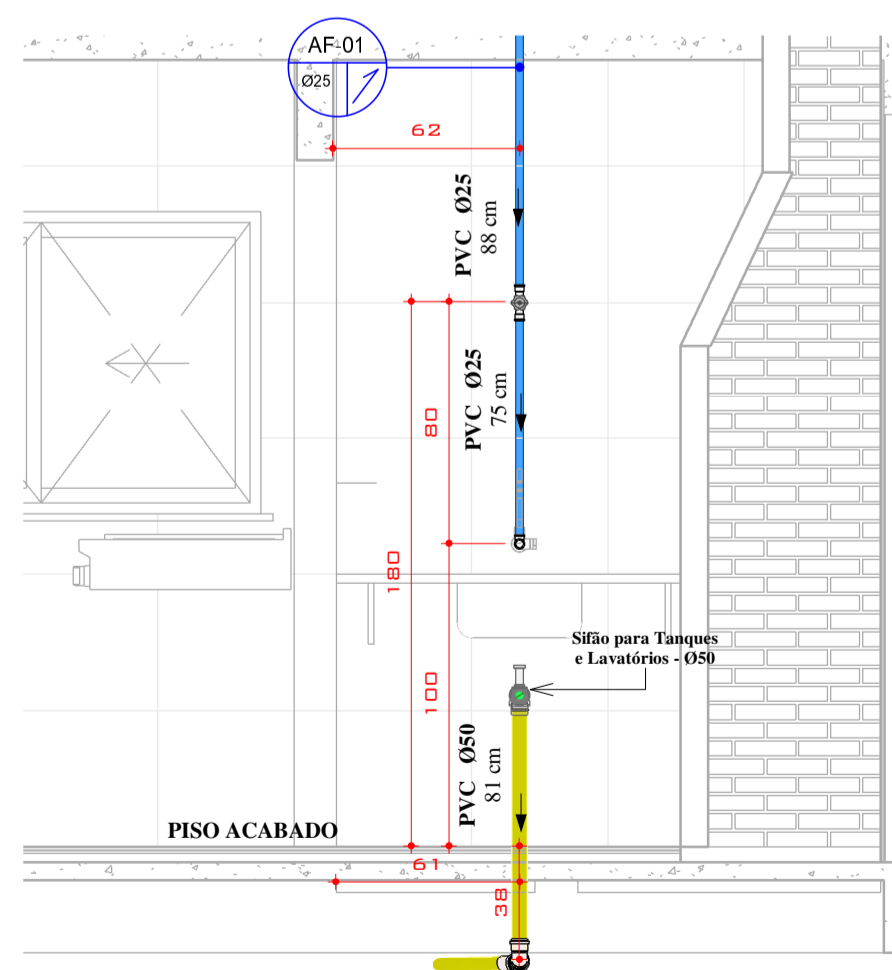 AF-01
Ø25
62
PVC Ø25
88 cm
PVC Ø25
75 cm
80
180
Sifão para Tanques
e Lavatórios - Ø50
100
PVC Ø50
81 cm
PISO ACABADO
61
38